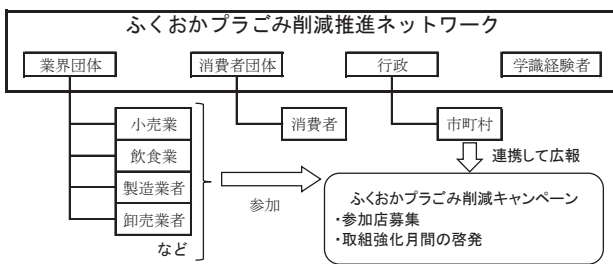 ふくおかプラごみ削減推進ネットワーク
業界団体
消費者団体
行政
学識経験者
小売業
飲食業
製造業者
卸売業者
など
消費者
市町村
参加
連携して広報
ふくおかプラごみ削減キャンペーン
・参加店募集
・取組強化月間の啓発